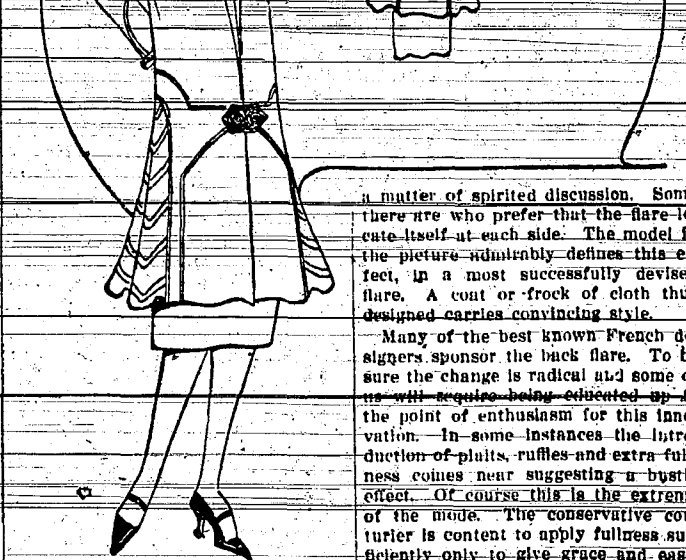 a matter of spirited discussion. Som
there are who prefer that the flare lo
cate itself at each side. The model f
the picture admirably defines this e
fect, in a most successfully devise
flare. A coat or frock of cloth thu
designed carries convincing style.
Many of the best known French d
signers sponsor the back flare. To b
sure the change is radical and some o
us will require being educated up
the point of enthusiasm for this inno
vation. In some instances the intro
duction of plaits, ruffles and extra ful
ness comes near suggesting a bustl
effect. Of course this is the extrem
of the mode. The conservative cou
turier is content to apply fullness su
ficiently only to give grace and eas